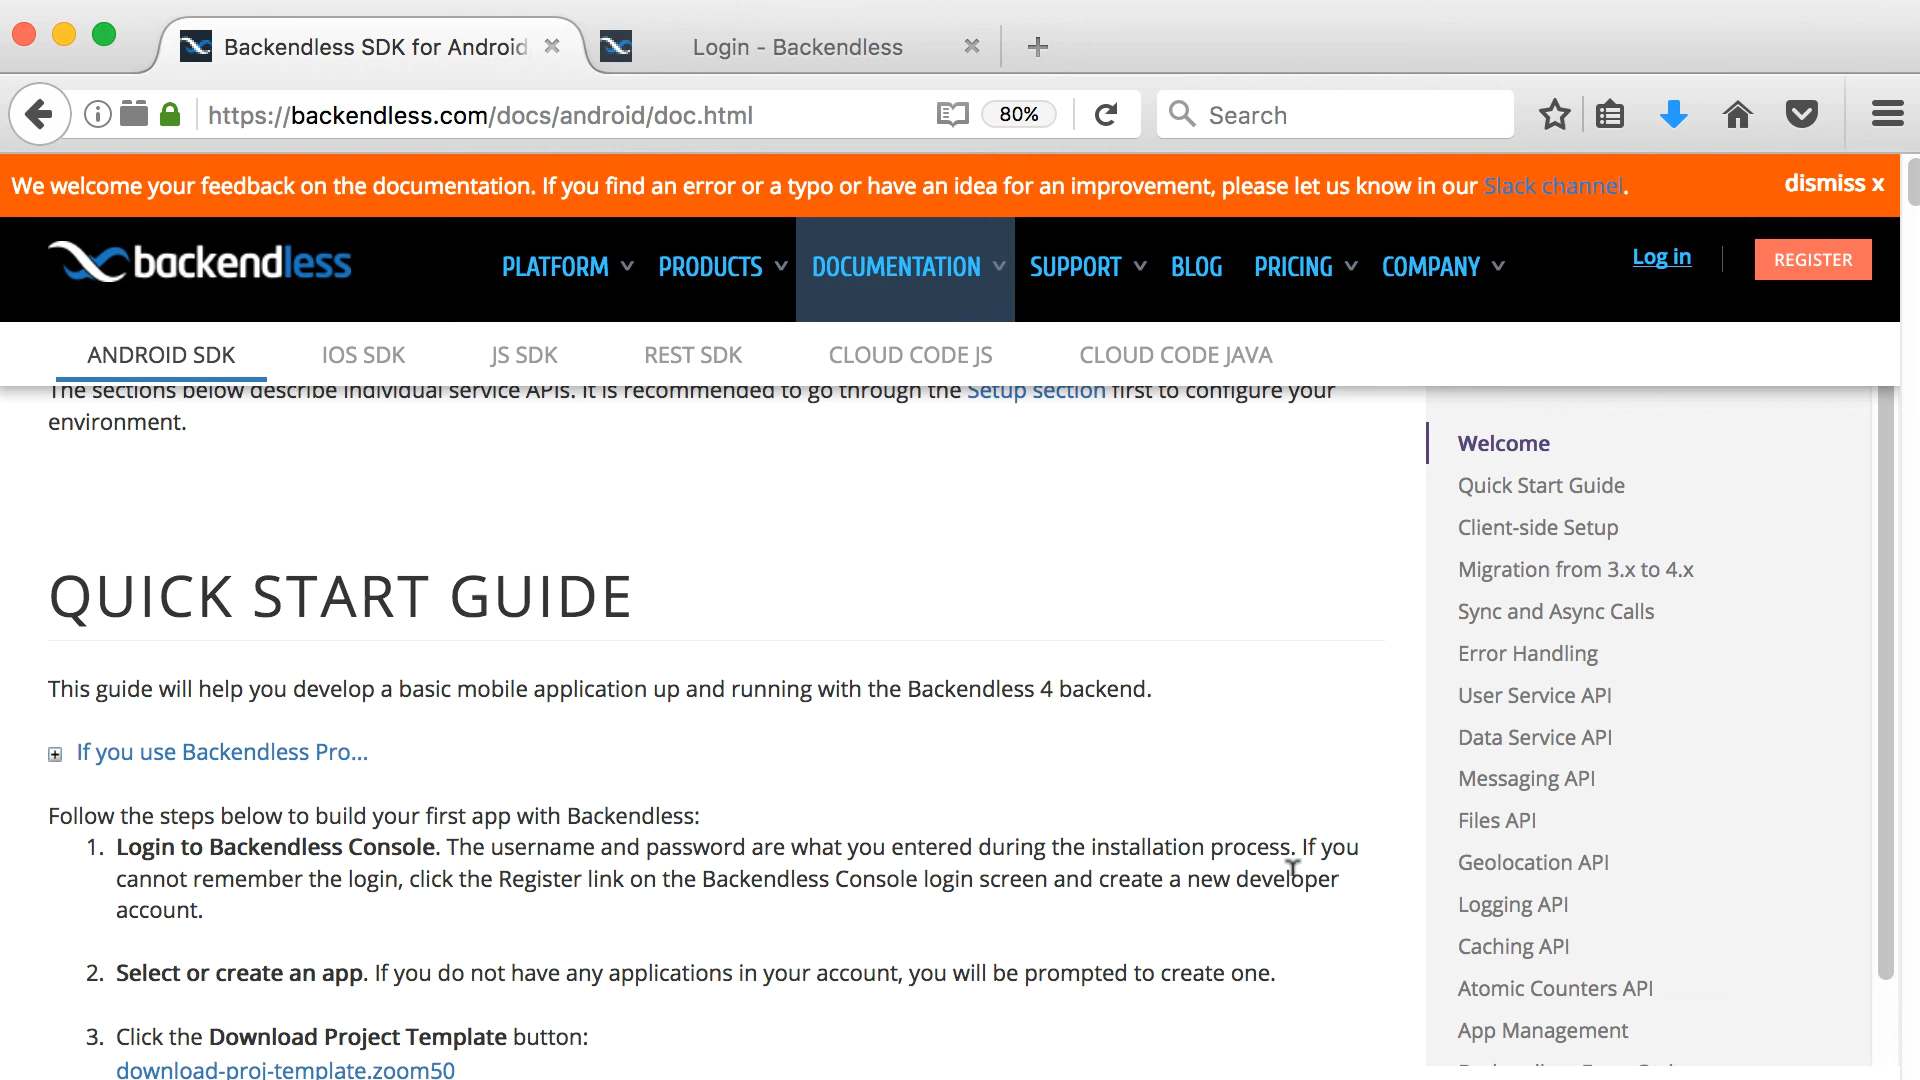 Backendless SDK for Android
Login - Backendless
https://backendless.com/docs/android/doc.html
80%
Search
We welcome your feedback on the documentation. If you find an error or a typo or have an idea for an improvement, please let us know in our Slack channel.
dismiss x
backendless
PLATFORM
PRODUCTS
DOCUMENTATION
SUPPORT
BLOG
PRICING
COMPANY
Log in
REGISTER
ANDROID SDK
IOS SDK
JS SDK
REST SDK
CLOUD CODE JS
CLOUD CODE JAVA
The sections below describe individual service APIs. It is recommended to go through the Setup section first to configure your
environment.
QUICK START GUIDE
This guide will help you develop a basic mobile application up and running with the Backendless 4 backend.
If you use Backendless Pro...
Follow the steps below to build your first app with Backendless:
1. Login to Backendless Console. The username and password are what you entered during the installation process. If you
cannot remember the login, click the Register link on the Backendless Console login screen and create a new developer
account.
2. Select or create an app. If you do not have any applications in your account, you will be prompted to create one.
3. Click the Download Project Template button:
download-proj-template.zoom50
Welcome
Quick Start Guide
Client-side Setup
Migration from 3.x to 4.x
Sync and Async Calls
Error Handling
User Service API
Data Service API
Messaging API
Files API
Geolocation API
Logging API
Caching API
Atomic Counters API
App Management